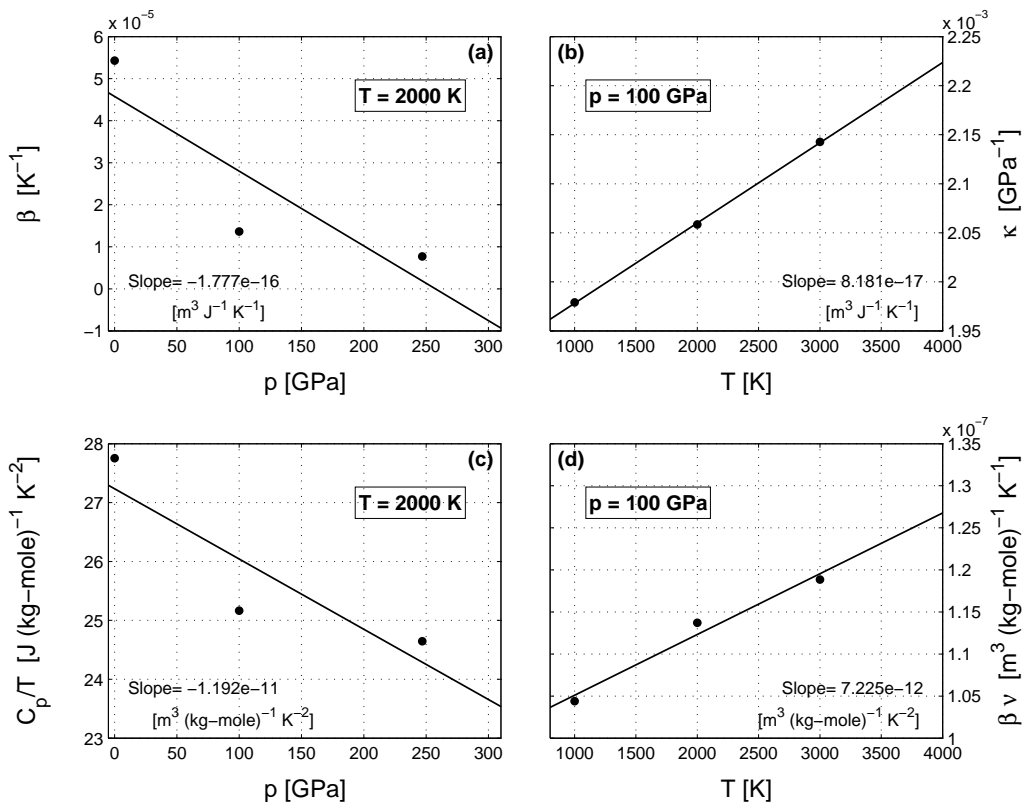 x 10−5
(a)
T = 2000 K
6
5
4
3
2
1
0
−1
β [K−1]
Slope= −1.777e−16
[m3 J−1 K−1]
0 50 100 150 200 250 300
p [GPa]
x 10−3
(b)
p = 100 GPa
2.25
2.2
2.15
2.1
2.05
2
1.95
κ [GPa−1]
Slope= 8.181e−17
[m3 J−1 K−1]
1000 1500 2000 2500 3000 3500 4000
T [K]
(c)
T = 2000 K
28
27
26
25
24
23
Cp/T [J (kg−mole)−1 K−2]
Slope= −1.192e−11
[m3 (kg−mole)−1 K−2]
0 50 100 150 200 250 300
p [GPa]
x 10−7
(d)
p = 100 GPa
1.35
1.3
1.25
1.2
1.15
1.1
1.05
1
β ν [m3 (kg−mole)−1 K−1]
Slope= 7.225e−12
[m3 (kg−mole)−1 K−2]
1000 1500 2000 2500 3000 3500 4000
T [K]